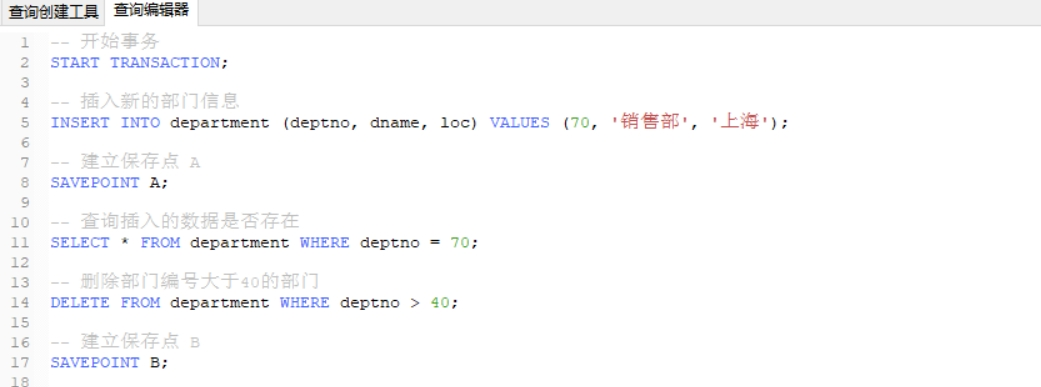 查询创建工具 查询编辑器
1 -- 开始事务
2 START TRANSACTION;
3
4 -- 插入新的部门信息
5 INSERT INTO department (deptno, dname, loc) VALUES (70, '销售部', '上海');
6
7 -- 建立保存点 A
8 SAVEPOINT A;
9
10 -- 查询插入的数据是否存在
11 SELECT * FROM department WHERE deptno = 70;
12
13 -- 删除部门编号大于40的部门
14 DELETE FROM department WHERE deptno > 40;
15
16 -- 建立保存点 B
17 SAVEPOINT B;
18